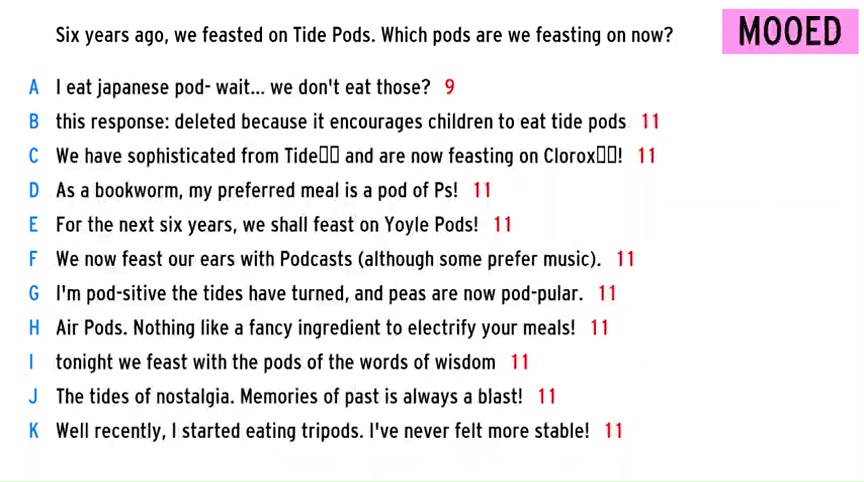 Six years ago, we feasted on Tide Pods. Which pods are we feasting on now?
MOOED
A I eat japanese pod- wait... we don't eat those? 9
B this response: deleted because it encourages children to eat tide pods 11
C We have sophisticated from Tide▯▯ and are now feasting on Clorox▯▯! 11
D As a bookworm, my preferred meal is a pod of Ps! 11
E For the next six years, we shall feast on Yoyle Pods! 11
F We now feast our ears with Podcasts (although some prefer music). 11
G I'm pod-sitive the tides have turned, and peas are now pod-pular. 11
H Air Pods. Nothing like a fancy ingredient to electrify your meals! 11
I tonight we feast with the pods of the words of wisdom 11
J The tides of nostalgia. Memories of past is always a blast! 11
K Well recently, I started eating tripods. I've never felt more stable! 11